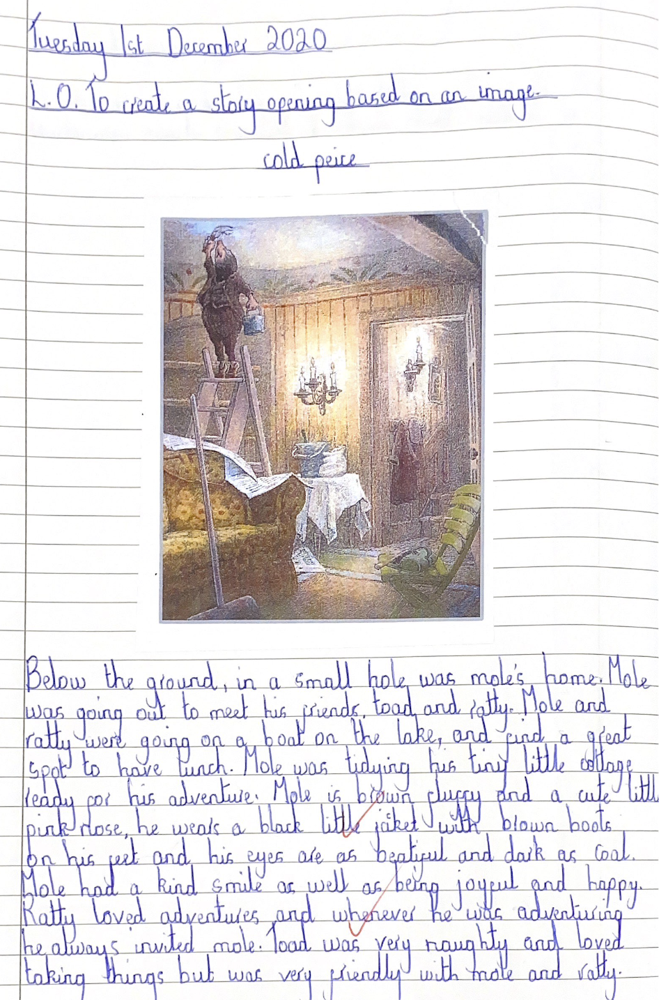 Tuesday 1st December 2020
L.O. To create a story opening based on an image.
cold peice
Below the ground, in a small hole was mole's home. Mole
was going out to meet his friends, toad and ratty. Mole and
ratty were going on a boat on the lake, and find a great
spot to have lunch. Mole was tidying his tiny little cottage
ready for his adventure. Mole is brown fluffy and a cute little
pink nose, he wears a black little jaket with brown boots
on his feet and his eyes are as beatiful and dark as coal.
Mole had a kind smile as well as being joyful and happy.
Ratty loved adventures and whenever he was adventuring
he always invited mole. Toad was very naughty and loved
taking things but was very friendly with mole and ratty.